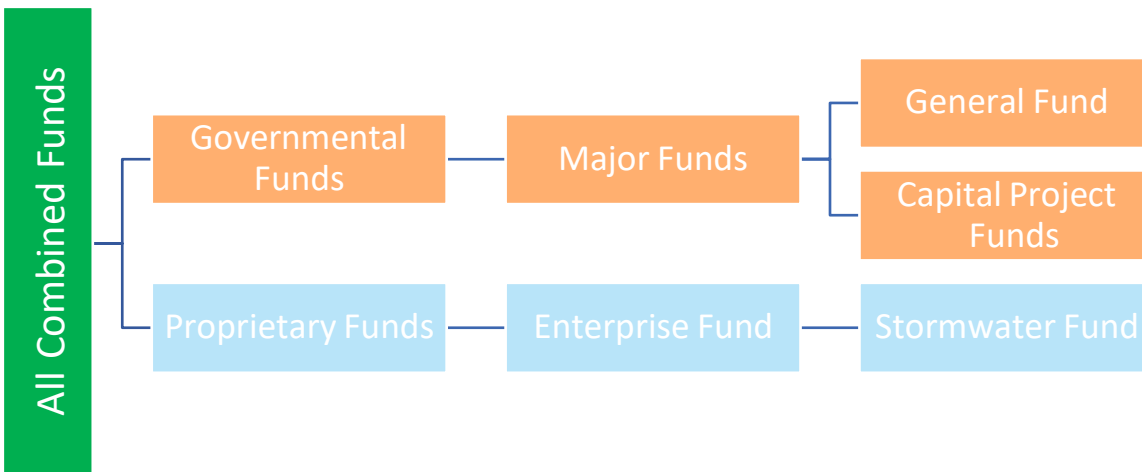 All Combined Funds
Governmental
Funds
Major Funds
General Fund
Capital Project
Funds
Proprietary Funds
Enterprise Fund
Stormwater Fund